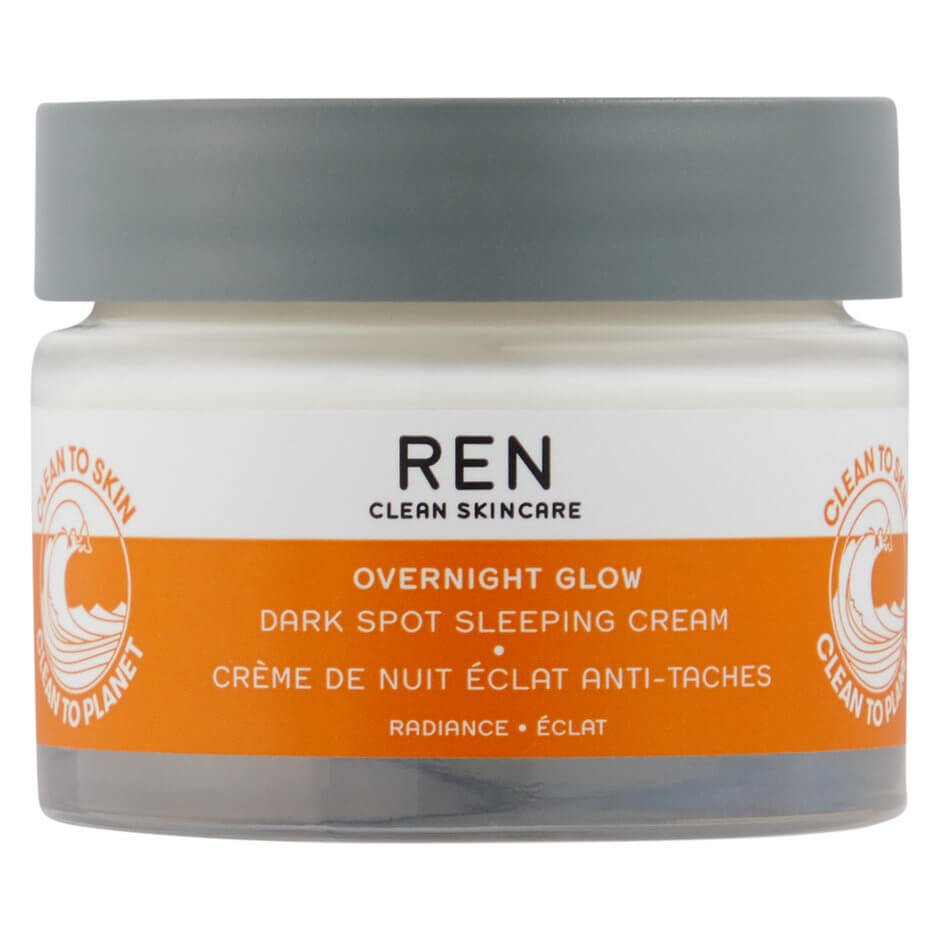 REN
CLEAN SKINCARE
CLEAN TO SKIN
CLEAN TO PLANET
OVERNIGHT GLOW
DARK SPOT SLEEPING CREAM
•
CRÈME DE NUIT ÉCLAT ANTI-TACHES
RADIANCE • ÉCLAT
CLEAN TO SKIN
CLEAN TO PLANET